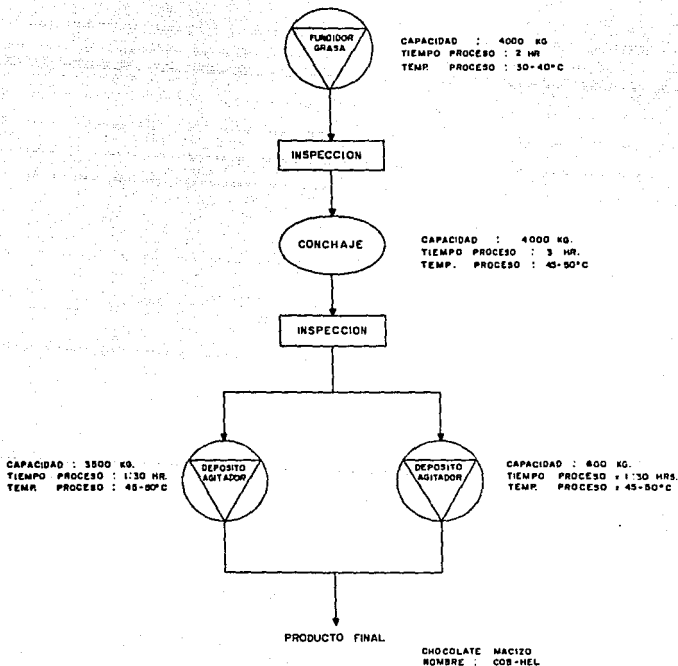 FUNDIDOR
GRASA
CAPACIDAD : 4000 KG
TIEMPO PROCESO : 2 HR
TEMP. PROCESO : 30-40°C
INSPECCION
CONCHAJE
CAPACIDAD : 4000 KG.
TIEMPO PROCESO : 3 HR.
TEMP. PROCESO : 45-50°C
INSPECCION
CAPACIDAD : 3500 KG.
TIEMPO PROCESO : 1:30 HR.
TEMP. PROCESO : 45-50°C
DEPOSITO
AGITADOR
DEPOSITO
AGITADOR
CAPACIDAD : 600 KG.
TIEMPO PROCESO : 1:30 HRS.
TEMP. PROCESO : 45-50°C
PRODUCTO FINAL
CHOCOLATE MACIZO
NOMBRE : COB-HEL